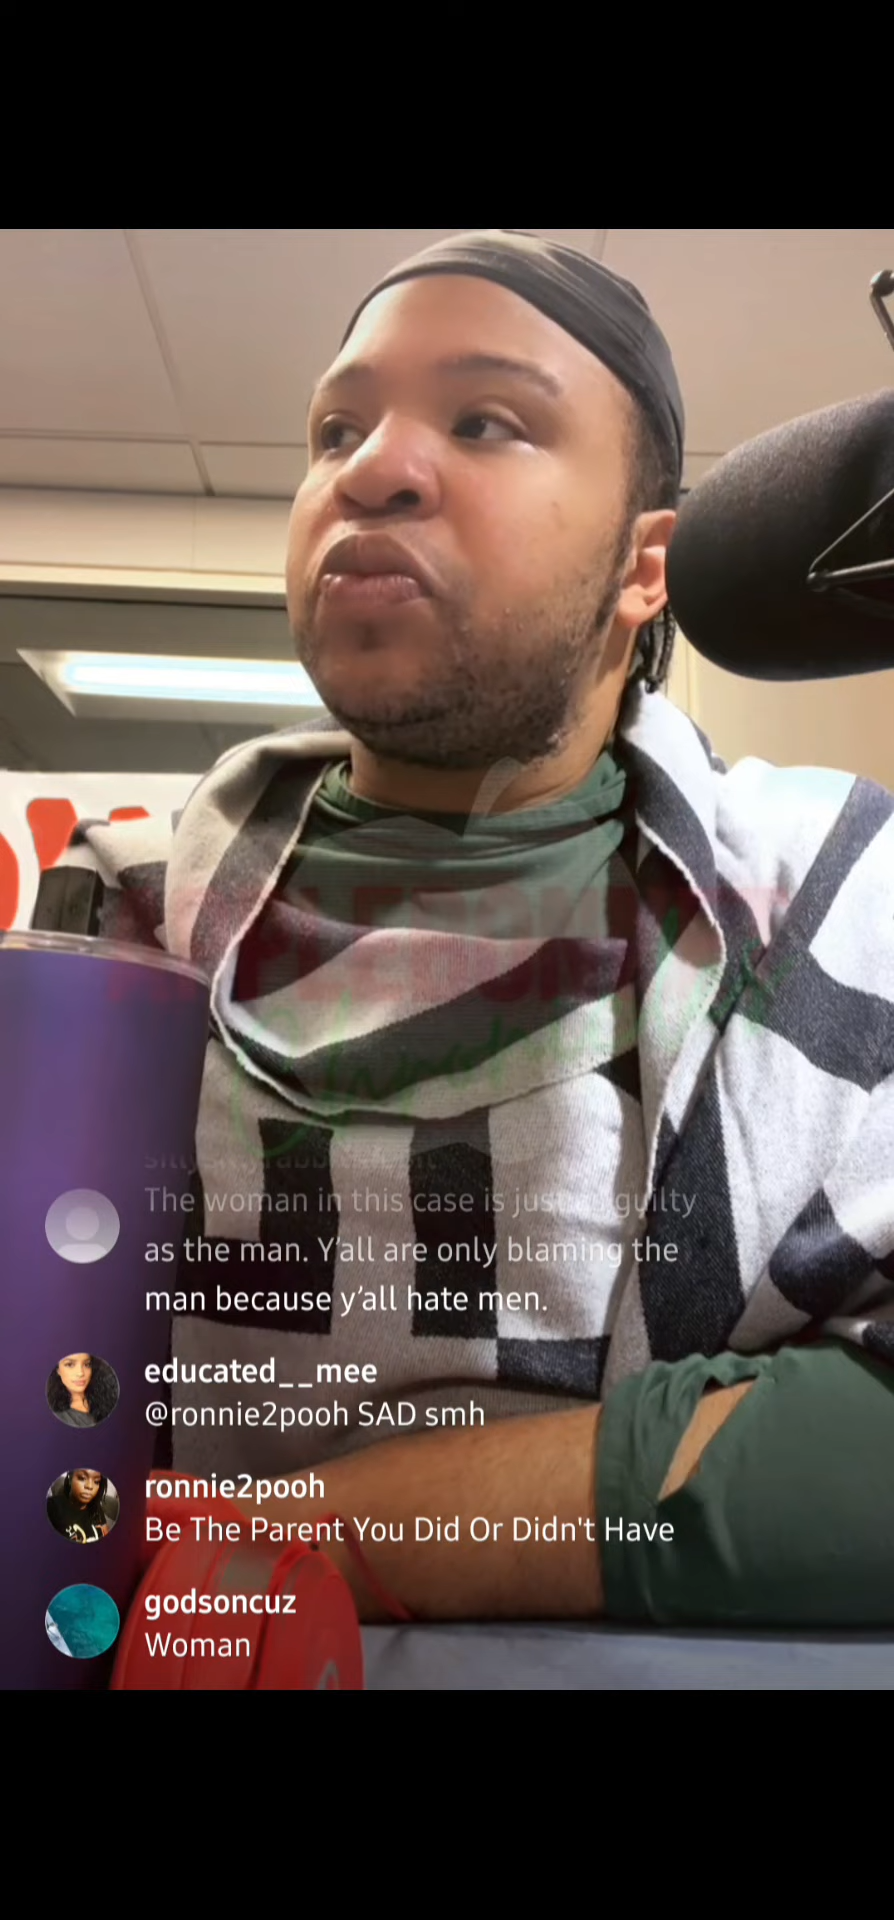 The woman in this case is just as guilty
as the man. Y'all are only blaming the
man because y'all hate men.
educated__mee
@ronnie2pooh SAD smh
ronnie2pooh
Be The Parent You Did Or Didn't Have
godsoncuz
Woman